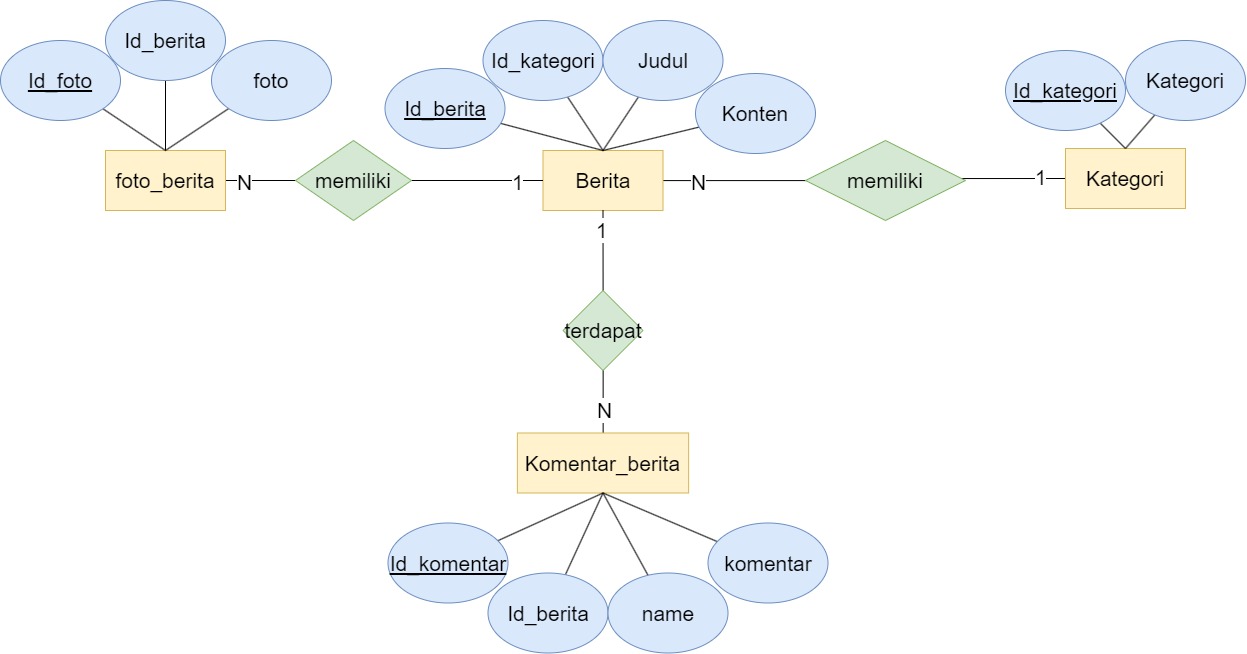 Id_foto
Id_berita
foto
foto_berita
N
memiliki
1
Id_berita
Id_kategori
Judul
Konten
Berita
N
memiliki
1
Id_kategori
Kategori
Kategori
1
terdapat
N
Komentar_berita
Id_komentar
Id_berita
name
komentar